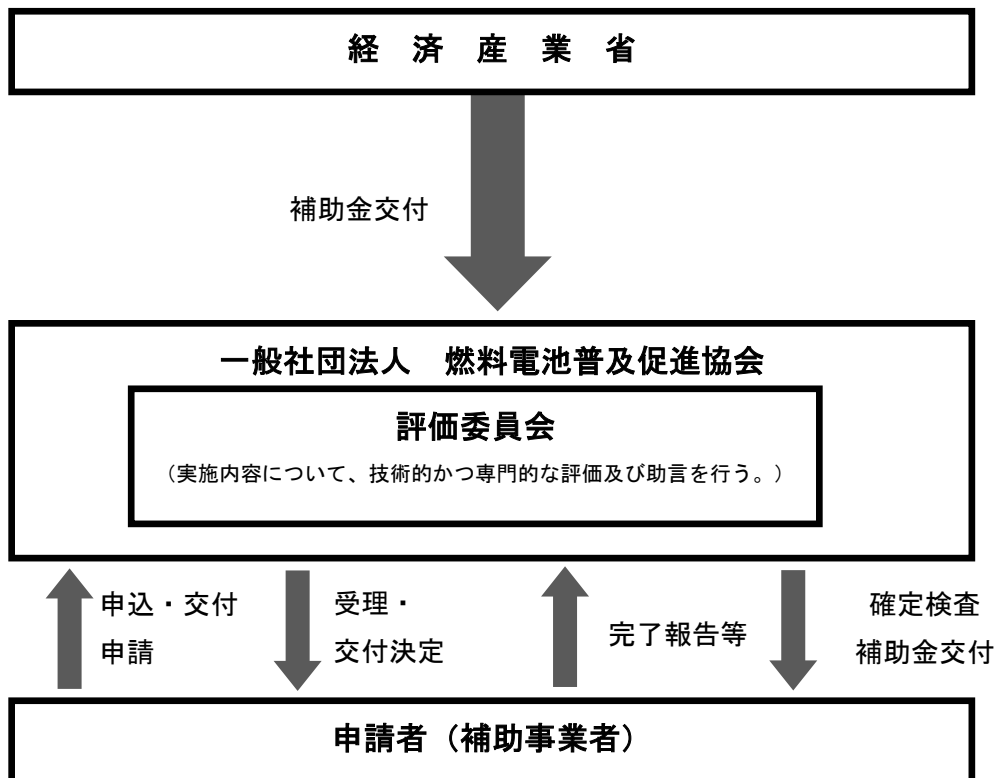 経 済 産 業 省
補助金交付
一般社団法人 燃料電池普及促進協会
評価委員会
（実施内容について、技術的かつ専門的な評価及び助言を行う。）
申込・交付
申請
受理・
交付決定
完了報告等
確定検査
補助金交付
申請者（補助事業者）